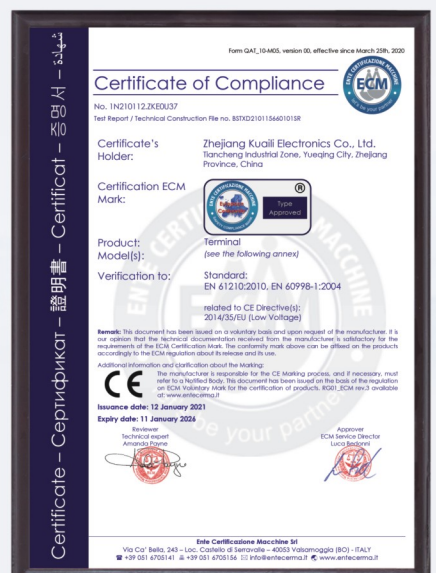 Certificate – Сертификат – 證明書 – Certificat – 증명서 – شهادة
Form QAT_10-M05, version 00, effective since March 25th, 2020
Certificate of Compliance
ENTE CERTIFICAZIONE MACCHINE
ECM
let's be your partner
No. 1N210112.ZKE0U37
Test Report / Technical Construction File no. BSTXD210115660101SR
Certificate's Holder:
Zhejiang Kuaili Electronics Co., Ltd.
Tiancheng Industrial Zone, Yueqing City, Zhejiang
Province, China
Certification ECM
Mark:
®
Type
Approved
Product:
Terminal
Model(s):
(see the following annex)
Verification to:
Standard:
EN 61210:2010, EN 60998-1:2004
related to CE Directive(s):
2014/35/EU (Low Voltage)
Remark: This document has been issued on a voluntary basis and upon request of the manufacturer. It is
our opinion that the technical documentation received from the manufacturer is satisfactory for the
requirements of the ECM Certification Mark. The conformity mark above can be affixed on the products
accordingly to the ECM regulation about its release and its use.
Additional information and clarification about the Marking:
CE
The manufacturer is responsible for the CE Marking process, and if necessary, must
refer to a Notified Body. This document has been issued on the basis of the regulation
on ECM Voluntary Mark for the certification of products. RG01_ECM rev.3 available
at: www.entecerma.it
Issuance date: 12 January 2021
Expiry date: 11 January 2026
Reviewer
Technical expert
Amanda Payne
Approver
ECM Service Director
Luca Bedonni
Ente Certificazione Macchine Srl
Via Ca' Bella, 243 – Loc. Castello di Serravalle – 40053 Valsamoggia (BO) - ITALY
+39 051 6705141 +39 051 6705156 info@entecerma.it www.entecerma.it